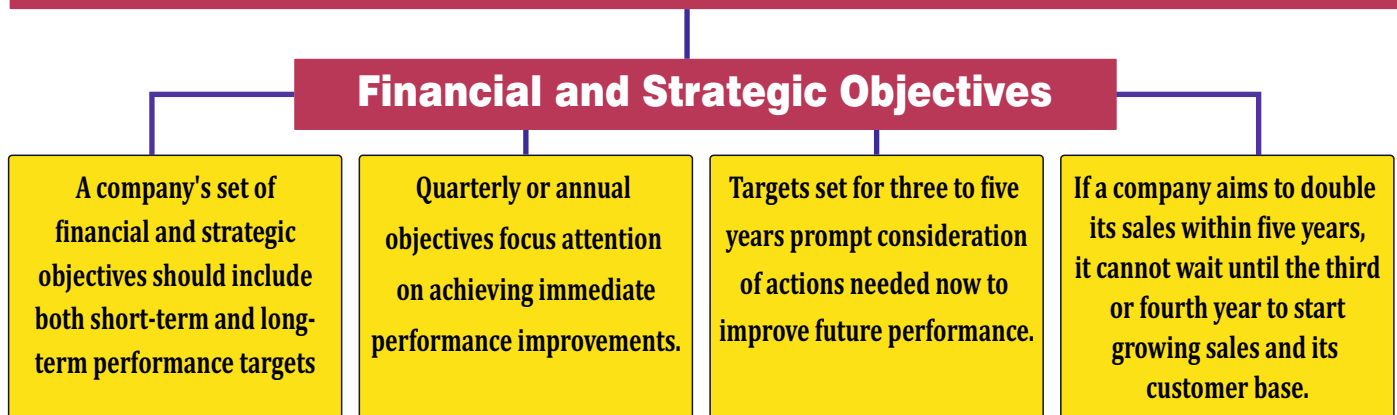 Financial and Strategic Objectives
A company's set of
financial and strategic
objectives should include
both short-term and long-
term performance targets
Quarterly or annual
objectives focus attention
on achieving immediate
performance improvements.
Targets set for three to five
years prompt consideration
of actions needed now to
improve future performance.
If a company aims to double
its sales within five years,
it cannot wait until the third
or fourth year to start
growing sales and its
customer base.